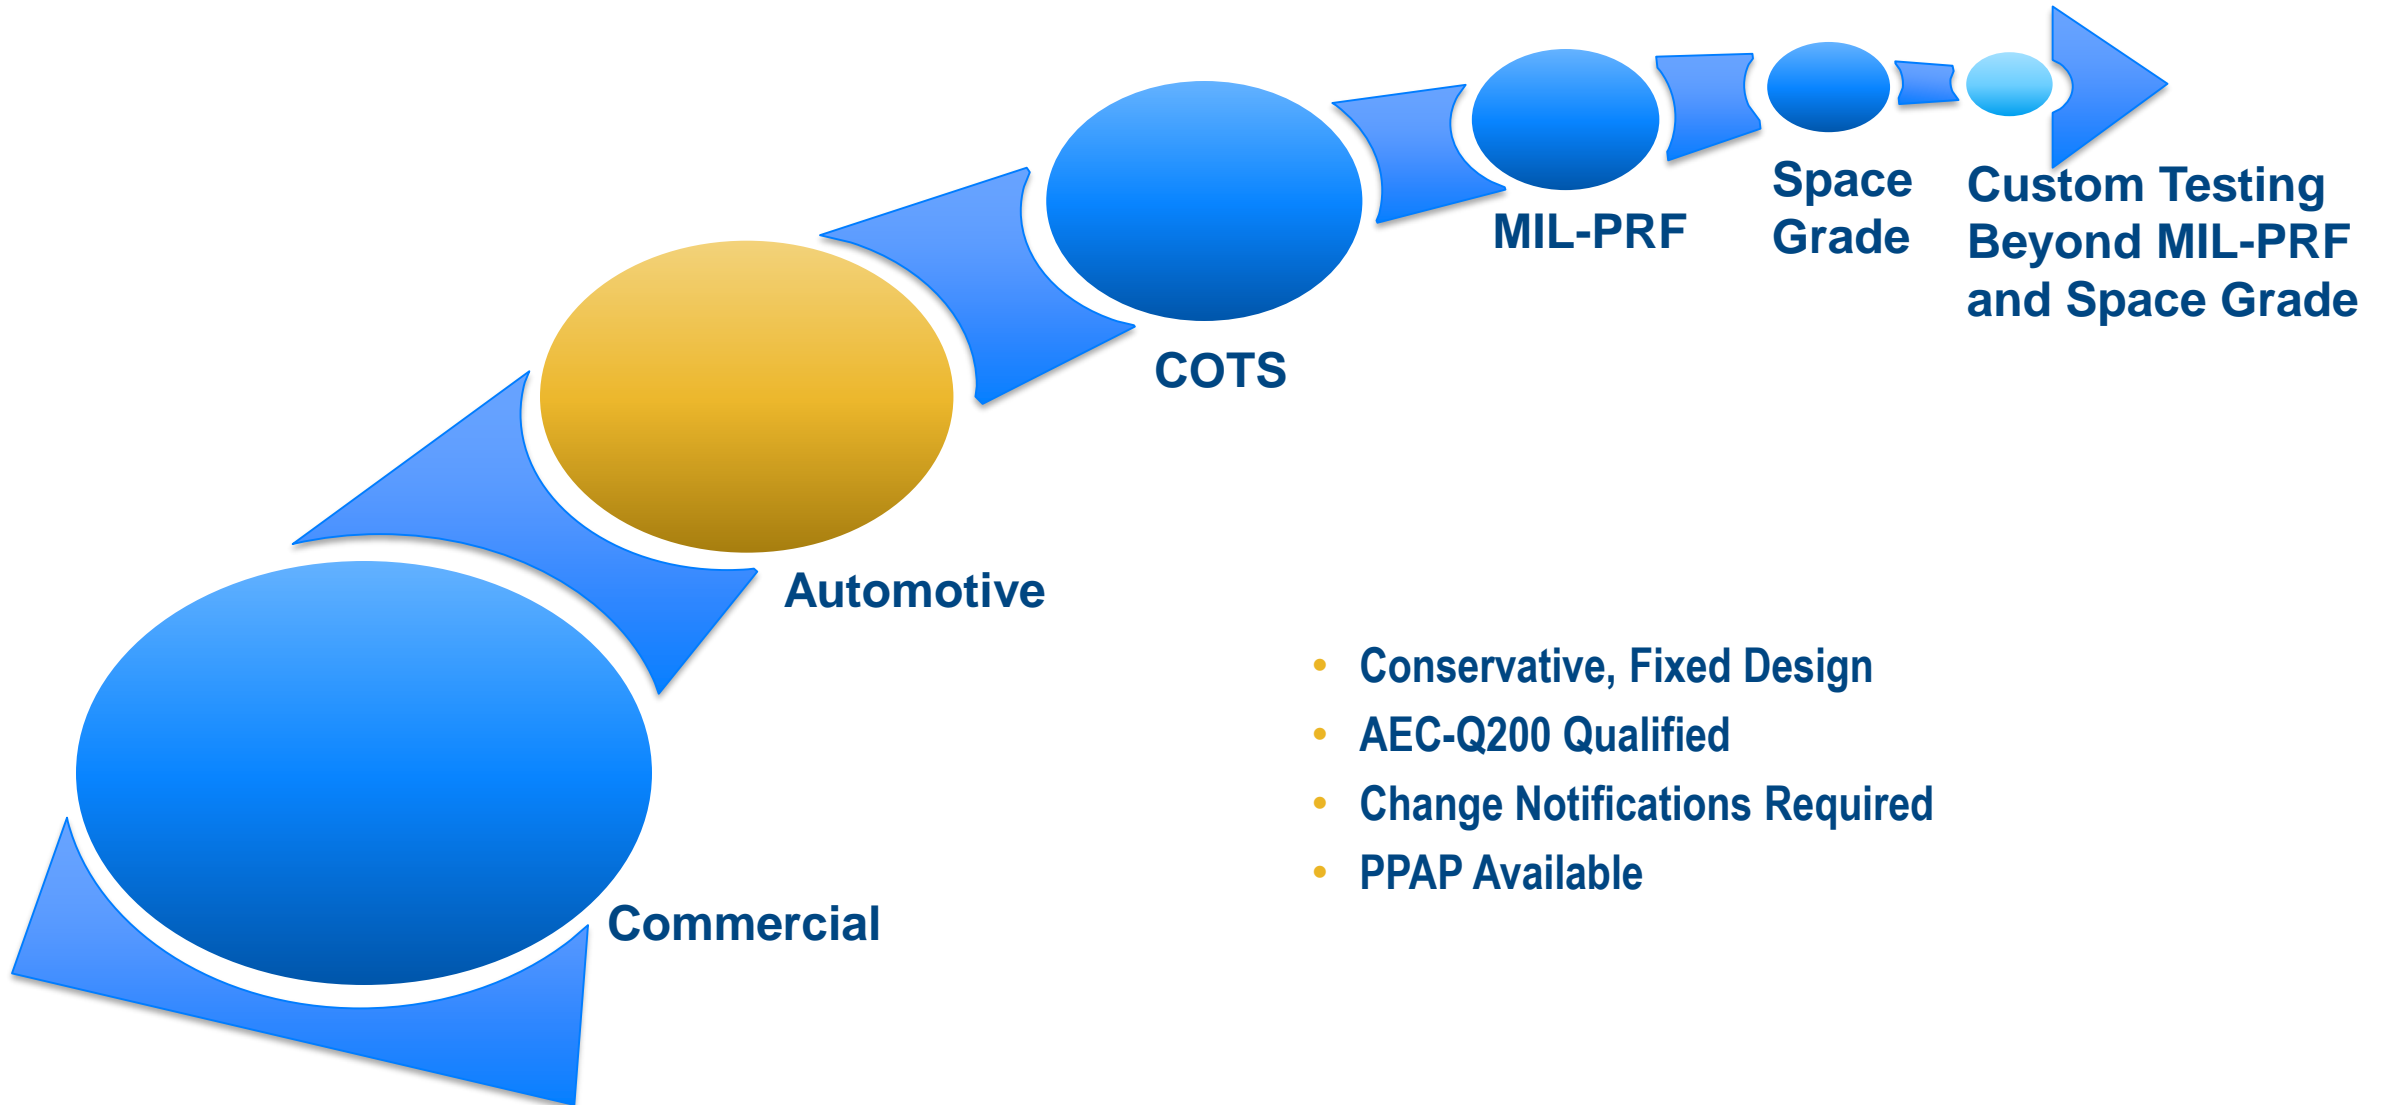 Space
Grade
Custom Testing
Beyond MIL-PRF
and Space Grade
MIL-PRF
COTS
Automotive
Commercial
• Conservative, Fixed Design
• AEC-Q200 Qualified
• Change Notifications Required
• PPAP Available